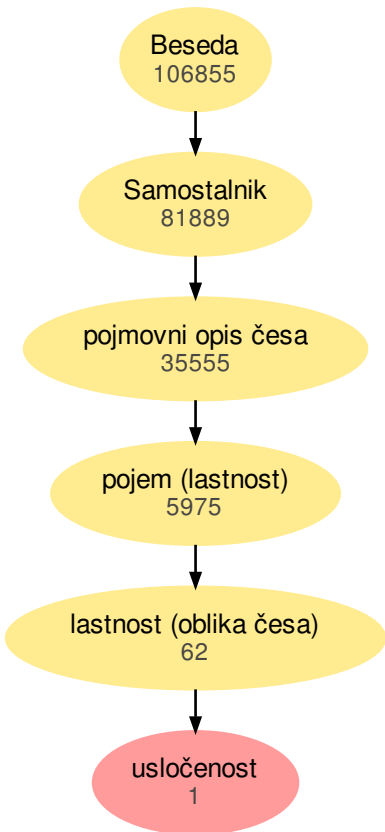 Beseda
106855
Samostalnik
81889
pojmovni opis česa
35555
pojem (lastnost)
5975
lastnost (oblika česa)
62
usločenost
1